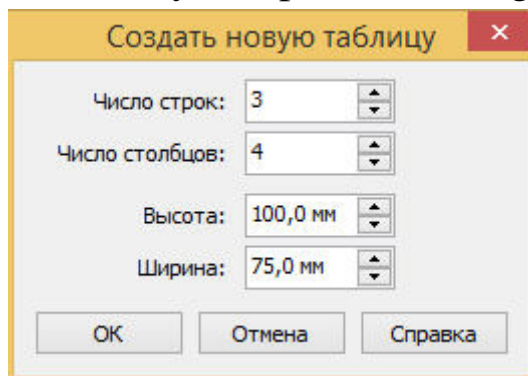 Создать новую таблицу
Число строк: 3
Число столбцов: 4
Высота: 100,0 мм
Ширина: 75,0 мм
ОК Отмена Справка